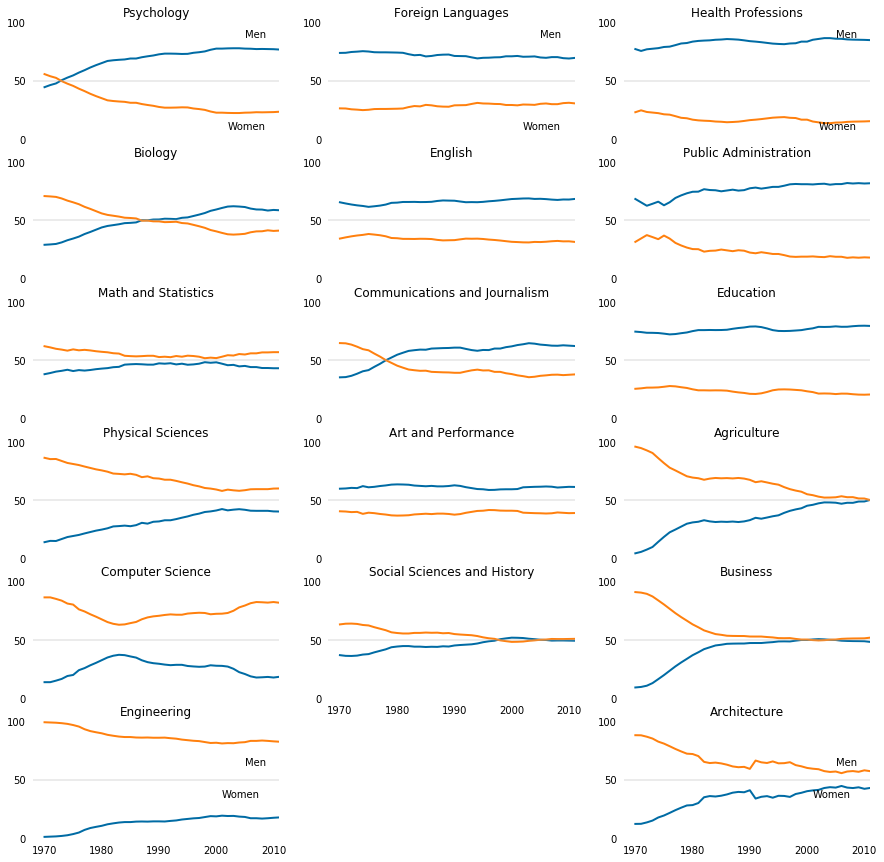 Psychology
Foreign Languages
Health Professions
100
Men
50
Women
0
100
Men
50
Women
0
100
Men
50
Women
0
Biology
English
Public Administration
100
50
0
100
50
0
100
50
0
Math and Statistics
Communications and Journalism
Education
100
50
0
100
50
0
100
50
0
Physical Sciences
Art and Performance
Agriculture
100
50
0
100
50
0
100
50
0
Computer Science
Social Sciences and History
Business
100
50
0
100
50
0
1970 1980 1990 2000 2010
100
50
0
Engineering
Architecture
100
Men
50
Women
0
1970 1980 1990 2000 2010
100
Men
50
Women
0
1970 1980 1990 2000 2010